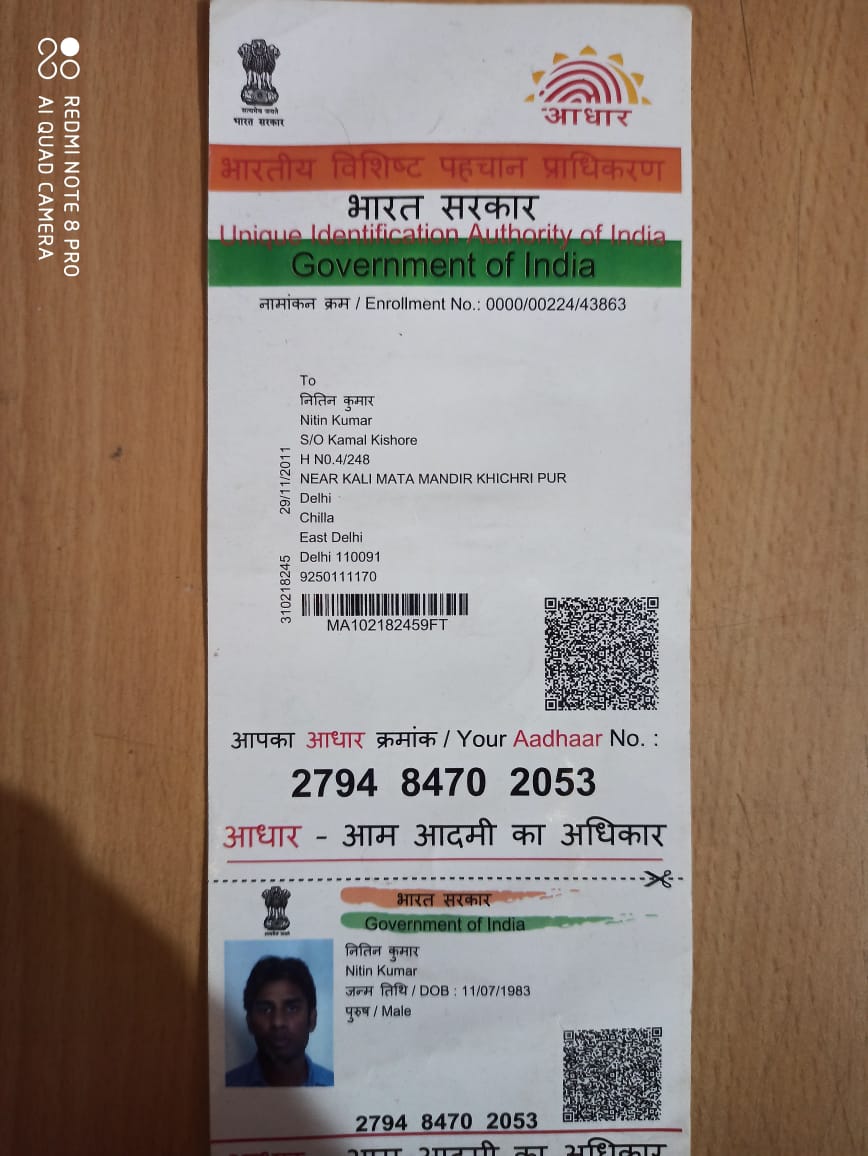 REDMI NOTE 8 PRO
AI QUAD CAMERA
सत्यमेव जयते
भारत सरकार
आधार
भारतीय विशिष्ट पहचान प्राधिकरण
भारत सरकार
Unique Identification Authority of India
Government of India
नामांकन क्रम / Enrollment No.: 0000/00224/43863
To
नितिन कुमार
Nitin Kumar
S/O Kamal Kishore
H N0.4/248
NEAR KALI MATA MANDIR KHICHRI PUR
Delhi
Chilla
East Delhi
Delhi 110091
9250111170
29/11/2011
310218245
MA102182459FT
आपका आधार क्रमांक / Your Aadhaar No. :
2794 8470 2053
आधार - आम आदमी का अधिकार
भारत सरकार
Government of India
नितिन कुमार
Nitin Kumar
जन्म तिथि / DOB : 11/07/1983
पुरुष / Male
2794 8470 2053
आधार - आम आदमी का अधिकार